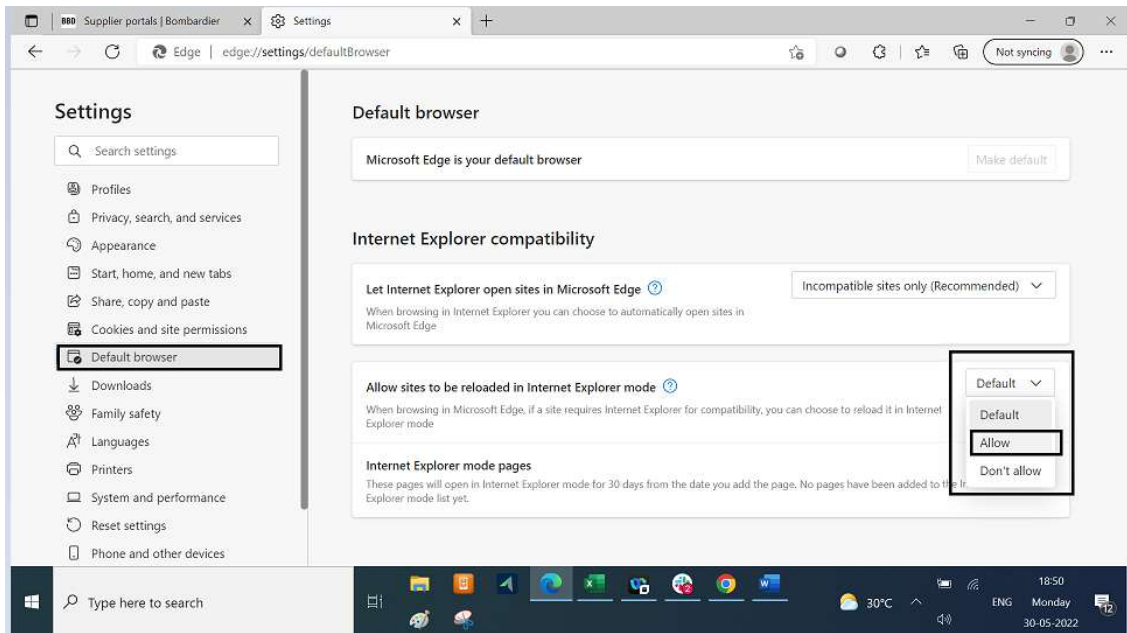 BBD Supplier portals | Bombardier
Settings
Edge | edge://settings/defaultBrowser
Not syncing
Settings
Search settings
Profiles
Privacy, search, and services
Appearance
Start, home, and new tabs
Share, copy and paste
Cookies and site permissions
Default browser
Downloads
Family safety
Languages
Printers
System and performance
Reset settings
Phone and other devices
Default browser
Microsoft Edge is your default browser
Make default
Internet Explorer compatibility
Let Internet Explorer open sites in Microsoft Edge
Incompatible sites only (Recommended)
When browsing in Internet Explorer you can choose to automatically open sites in
Microsoft Edge
Allow sites to be reloaded in Internet Explorer mode
Default
When browsing in Microsoft Edge, if a site requires Internet Explorer for compatibility, you can choose to reload it in Internet
Explorer mode
Default
Allow
Don't allow
Internet Explorer mode pages
These pages will open in Internet Explorer mode for 30 days from the date you add the page. No pages have been added to the
Explorer mode list yet.
Type here to search
30°C
ENG
18:50
Monday
30-05-2022
12